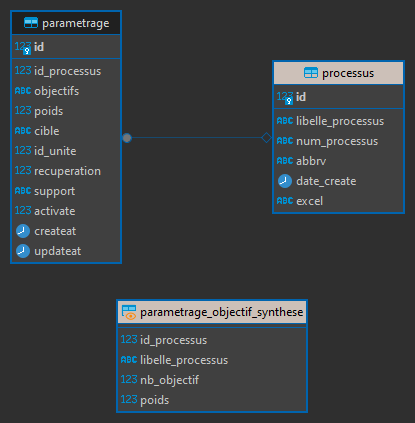 parametrage
123 id
123 id_processus
ABC objectifs
123 poids
ABC cible
123 id_unite
123 recuperation
ABC support
123 activate
createat
updateat
processus
123 id
ABC libelle_processus
ABC num_processus
ABC abbrv
date_create
ABC excel
parametrage_objectif_synthese
123 id_processus
ABC libelle_processus
123 nb_objectif
123 poids